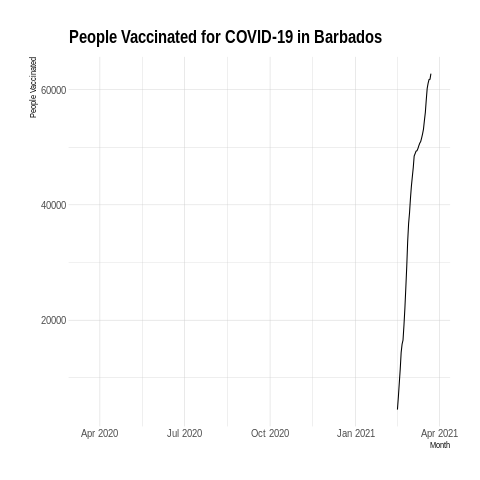 People Vaccinated for COVID-19 in Barbados
People Vaccinated
60000
40000
20000
Apr 2020
Jul 2020
Oct 2020
Jan 2021
Apr 2021
Month